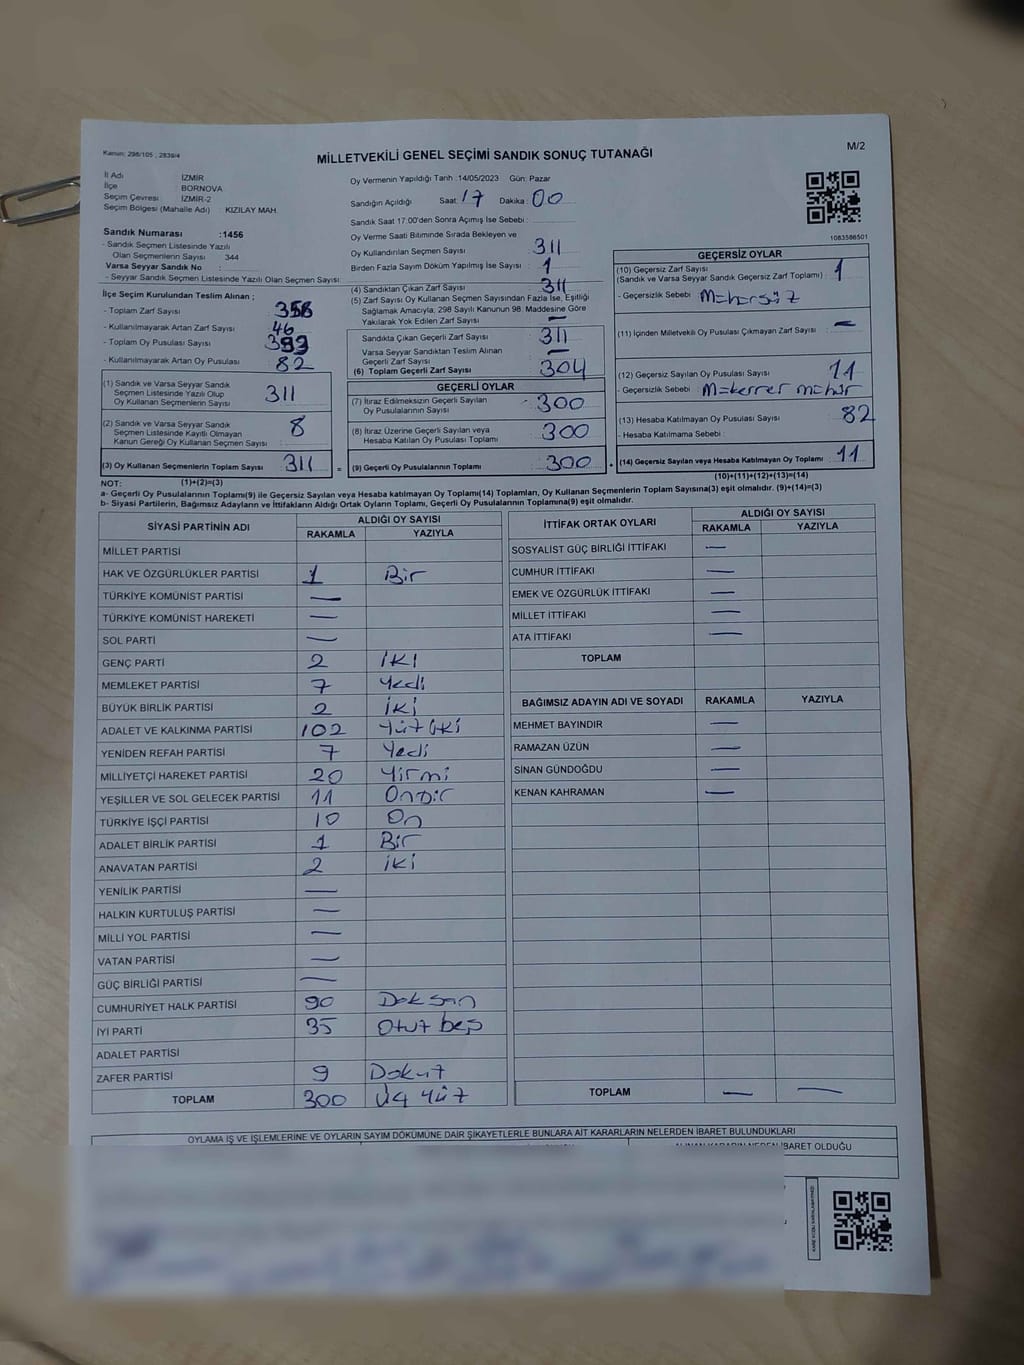 Kanun: 298/105 , 2839/4
MİLLETVEKİLİ GENEL SEÇİMİ SANDIK SONUÇ TUTANAĞI
M/2
İl Adı : İZMİR
İlçe : BORNOVA
Seçim Çevresi : İZMİR-2
Seçim Bölgesi (Mahalle Adı) : KIZILAY MAH.
Sandık Numarası :1456
- Sandık Seçmen Listesinde Yazılı
Olan Seçmenlerin Sayısı 344
Varsa Seyyar Sandık No :
- Seyyar Sandık Seçmen Listesinde Yazılı Olan Seçmen Sayısı:
İlçe Seçim Kurulundan Teslim Alınan ;
- Toplam Zarf Sayısı : 358
- Kullanılmayarak Artan Zarf Sayısı : 46
- Toplam Oy Pusulası Sayısı : 393
- Kullanılmayarak Artan Oy Pusulası : 82
(1) Sandık ve Varsa Seyyar Sandık
Seçmen Listesinde Yazılı Olup
Oy Kullanan Seçmenlerin Sayısı : 311
(2) Sandık ve Varsa Seyyar Sandık
Seçmen Listesinde Kayıtlı Olmayan
Kanun Gereği Oy Kullanan Seçmen Sayısı : 8
(3) Oy Kullanan Seçmenlerin Toplam Sayısı : 311
(1)+(2)=(3)
Oy Vermenin Yapıldığı Tarih :14/05/2023 Gün: Pazar
Sandığın Açıldığı Saat: 17 Dakika: 00
Sandık Saat 17:00'den Sonra Açımış İse Sebebi :
Oy Verme Saati Bitiminde Sırada Bekleyen ve
Oy Kullandırılan Seçmen Sayısı : 311
Birden Fazla Sayım Döküm Yapılmış İse Sayısı : 1
(4) Sandıktan Çıkan Zarf Sayısı : 311
(5) Zarf Sayısı Oy Kullanan Seçmen Sayısından Fazla İse, Eşitliği
Sağlamak Amacıyla; 298 Sayılı Kanunun 98. Maddesine Göre
Yakılarak Yok Edilen Zarf Sayısı : —
Sandıkta Çıkan Geçerli Zarf Sayısı : 311
Varsa Seyyar Sandıktan Teslim Alınan
Geçerli Zarf Sayısı : —
(6) Toplam Geçerli Zarf Sayısı : 304
GEÇERLİ OYLAR
(7) İtiraz Edilmeksizin Geçerli Sayılan
Oy Pusulalarının Sayısı : 300
(8) İtiraz Üzerine Geçerli Sayılan veya
Hesaba Katılan Oy Pusulası Toplamı : 300
= (9) Geçerli Oy Pusulalarının Toplamı : 300 +
1083586501
GEÇERSİZ OYLAR
(10) Geçersiz Zarf Sayısı
(Sandık ve Varsa Seyyar Sandık Geçersiz Zarf Toplamı) : 1
- Geçersizlik Sebebi : Mühürsüz
(11) İçinden Milletvekili Oy Pusulası Çıkmayan Zarf Sayısı : —
(12) Geçersiz Sayılan Oy Pusulası Sayısı : 11
- Geçersizlik Sebebi : Mükerrer mühür
(13) Hesaba Katılmayan Oy Pusulası Sayısı : 82
- Hesaba Katılmama Sebebi :
(14) Geçersiz Sayılan veya Hesaba Katılmayan Oy Toplamı : 11
(10)+(11)+(12)+(13)=(14)
NOT:
a- Geçerli Oy Pusulalarının Toplamı(9) ile Geçersiz Sayılan veya Hesaba katılmayan Oy Toplamı(14) Toplamları, Oy Kullanan Seçmenlerin Toplam Sayısına(3) eşit olmalıdır. (9)+(14)=(3)
b- Siyasi Partilerin, Bağımsız Adayların ve İttifakların Aldığı Ortak Oyların Toplamı, Geçerli Oy Pusulalarının Toplamına(9) eşit olmalıdır.
SİYASİ PARTİNİN ADI ALDIĞI OY SAYISI
RAKAMLA YAZIYLA
MİLLET PARTİSİ
HAK VE ÖZGÜRLÜKLER PARTİSİ 1 Bir
TÜRKİYE KOMÜNİST PARTİSİ —
TÜRKİYE KOMÜNİST HAREKETİ —
SOL PARTİ —
GENÇ PARTİ 2 iki
MEMLEKET PARTİSİ 7 Yedi
BÜYÜK BİRLİK PARTİSİ 2 iki
ADALET VE KALKINMA PARTİSİ 102 Yüz iki
YENİDEN REFAH PARTİSİ 7 Yedi
MİLLİYETÇİ HAREKET PARTİSİ 20 Yirmi
YEŞİLLER VE SOL GELECEK PARTİSİ 11 Onbir
TÜRKİYE İŞÇİ PARTİSİ 10 On
ADALET BİRLİK PARTİSİ 1 Bir
ANAVATAN PARTİSİ 2 iki
YENİLİK PARTİSİ —
HALKIN KURTULUŞ PARTİSİ —
MİLLİ YOL PARTİSİ —
VATAN PARTİSİ —
GÜÇ BİRLİĞİ PARTİSİ —
CUMHURİYET HALK PARTİSİ 90 Doksan
İYİ PARTİ 35 Otuz beş
ADALET PARTİSİ
ZAFER PARTİSİ 9 Dokuz
TOPLAM 300 Üç yüz
İTTİFAK ORTAK OYLARI ALDIĞI OY SAYISI
RAKAMLA YAZIYLA
SOSYALİST GÜÇ BİRLİĞİ İTTİFAKI —
CUMHUR İTTİFAKI —
EMEK VE ÖZGÜRLÜK İTTİFAKI —
MİLLET İTTİFAKI —
ATA İTTİFAKI —
TOPLAM
BAĞIMSIZ ADAYIN ADI VE SOYADI RAKAMLA YAZIYLA
MEHMET BAYINDIR —
RAMAZAN ÜZÜN —
SİNAN GÜNDOĞDU —
KENAN KAHRAMAN —
TOPLAM — —
OYLAMA İŞ VE İŞLEMLERİNE VE OYLARIN SAYIM DÖKÜMÜNE DAİR ŞİKAYETLERLE BUNLARA AİT KARARLARIN NELERDEN İBARET BULUNDUKLARI
ALINAN KARARIN NEDEN İBARET OLDUĞU